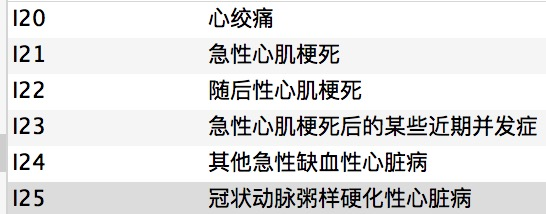 I20 心绞痛
I21 急性心肌梗死
I22 随后性心肌梗死
I23 急性心肌梗死后的某些近期并发症
I24 其他急性缺血性心脏病
I25 冠状动脉粥样硬化性心脏病